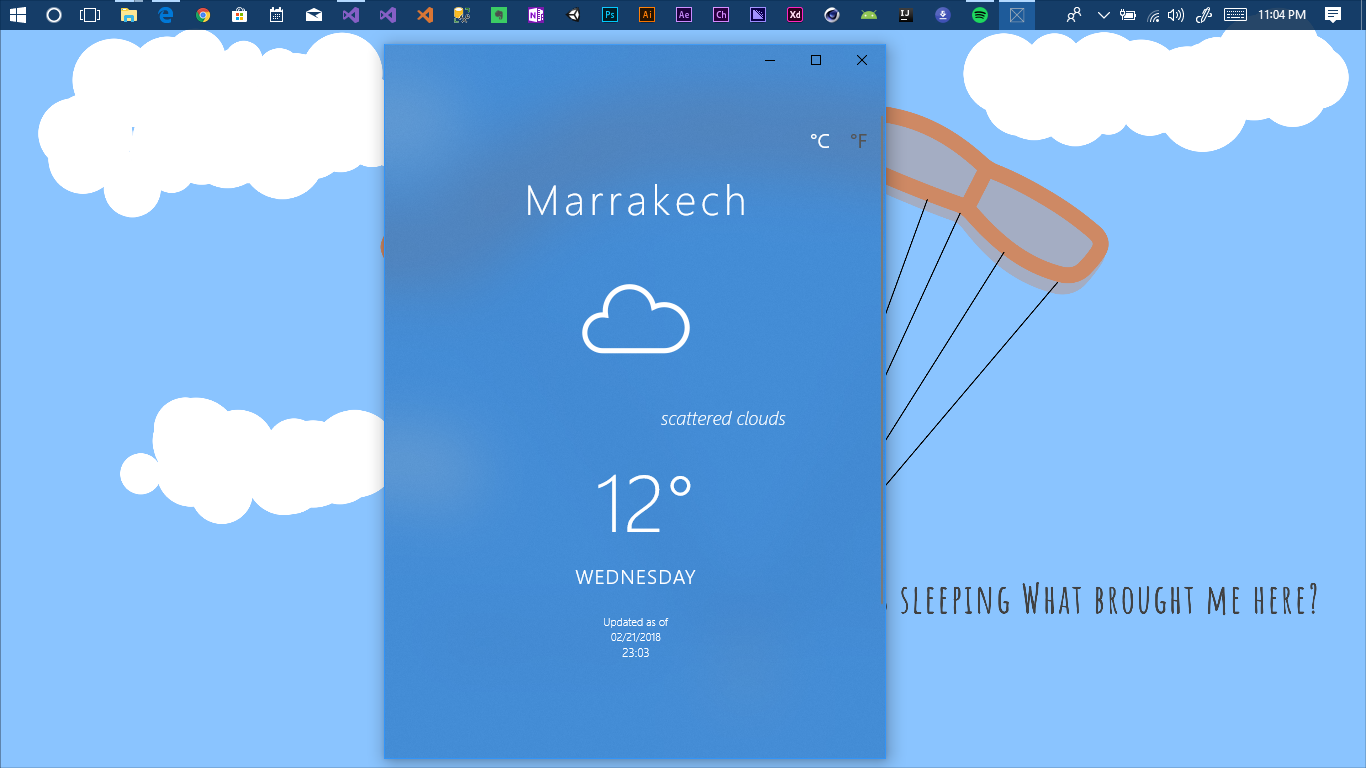 Ps
Ai
Ae
Ch
Xd
IJ
11:04 PM
°C °F
Marrakech
scattered clouds
12°
WEDNESDAY
SLEEPING WHAT BROUGHT ME HERE?
Updated as of
02/21/2018
23:03